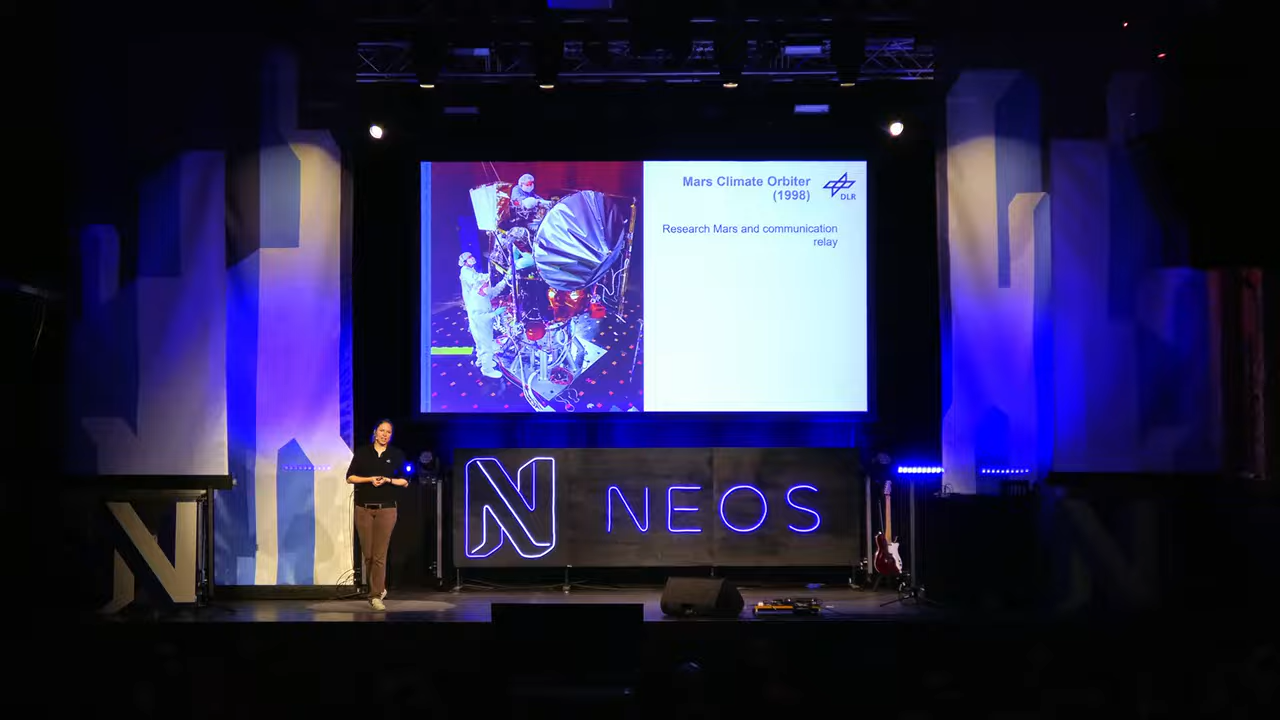 Mars Climate Orbiter
(1998)
DLR
Research Mars and communication
relay
N NEOS
N
N